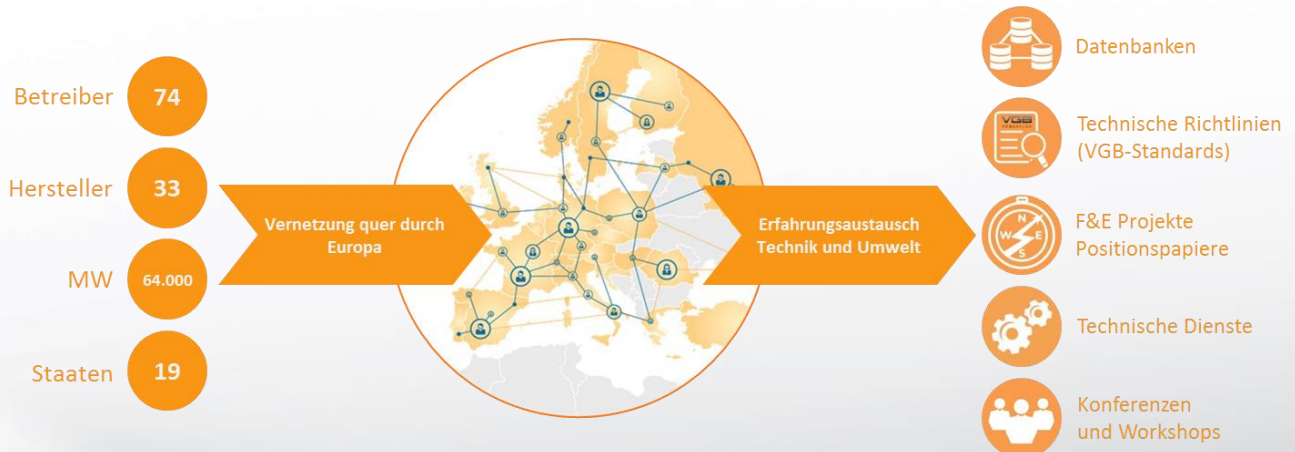 Betreiber 74
Hersteller 33
MW 64.000
Staaten 19
Vernetzung quer durch
Europa
Erfahrungsaustausch
Technik und Umwelt
Datenbanken
VGB
Technische Richtlinien
(VGB-Standards)
N
W E
S
F&E Projekte
Positionspapiere
Technische Dienste
Konferenzen
und Workshops